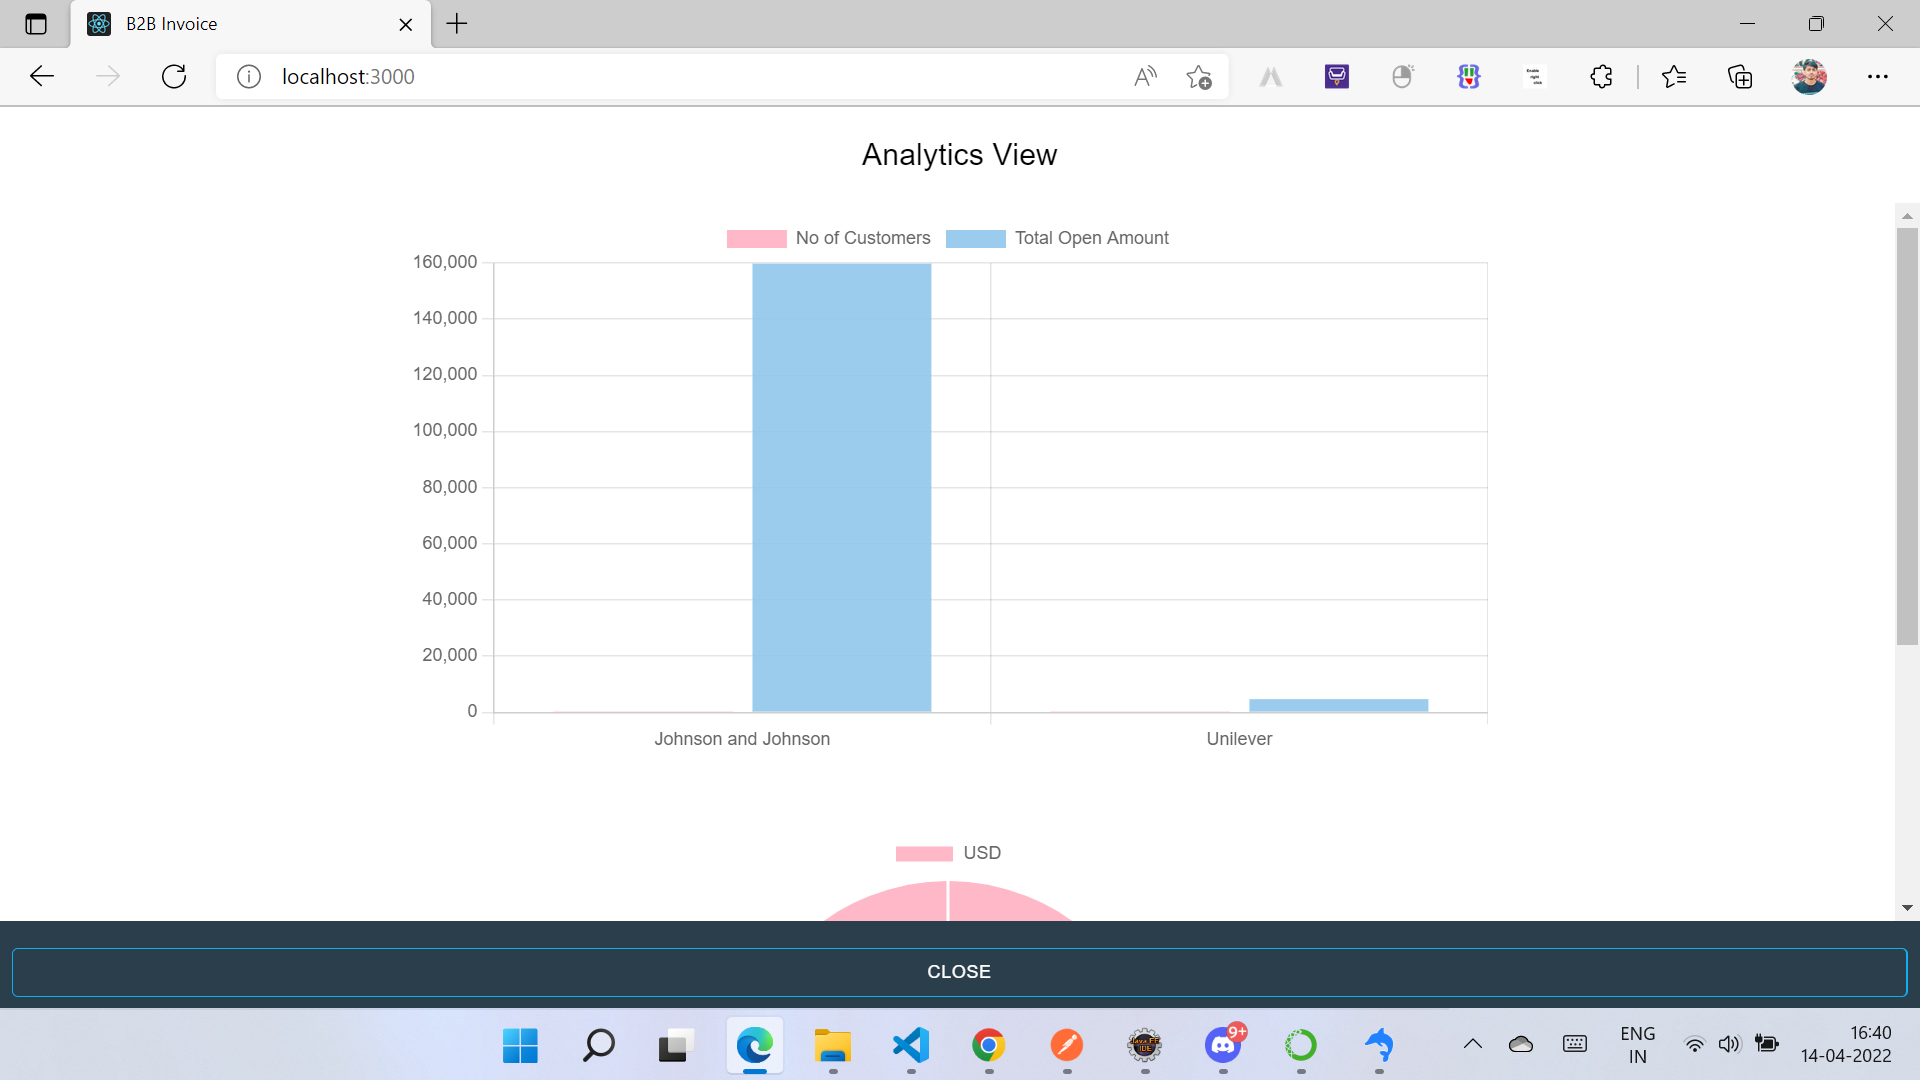 B2B Invoice
localhost:3000
Analytics View
No of Customers Total Open Amount
160,000
140,000
120,000
100,000
80,000
60,000
40,000
20,000
0
Johnson and Johnson Unilever
USD
CLOSE
9+
ENG
IN
16:40
14-04-2022